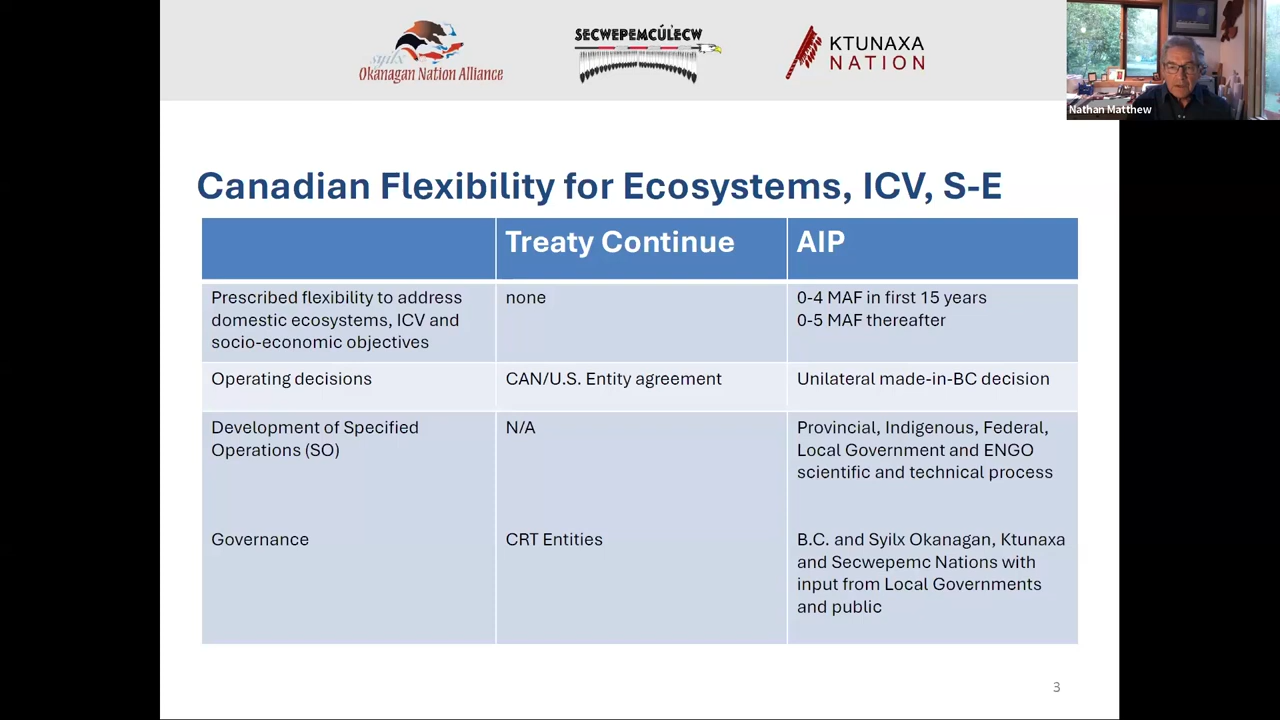 syilx
Okanagan Nation Alliance
SECWEPEMCÚLECW
KTUNAXA
NATION
Nathan Matthew
Canadian Flexibility for Ecosystems, ICV, S-E
Treaty Continue
AIP
Prescribed flexibility to address
domestic ecosystems, ICV and
socio-economic objectives
none
0-4 MAF in first 15 years
0-5 MAF thereafter
Operating decisions
CAN/U.S. Entity agreement
Unilateral made-in-BC decision
Development of Specified
Operations (SO)
N/A
Provincial, Indigenous, Federal,
Local Government and ENGO
scientific and technical process
Governance
CRT Entities
B.C. and Syilx Okanagan, Ktunaxa
and Secwepemc Nations with
input from Local Governments
and public
3